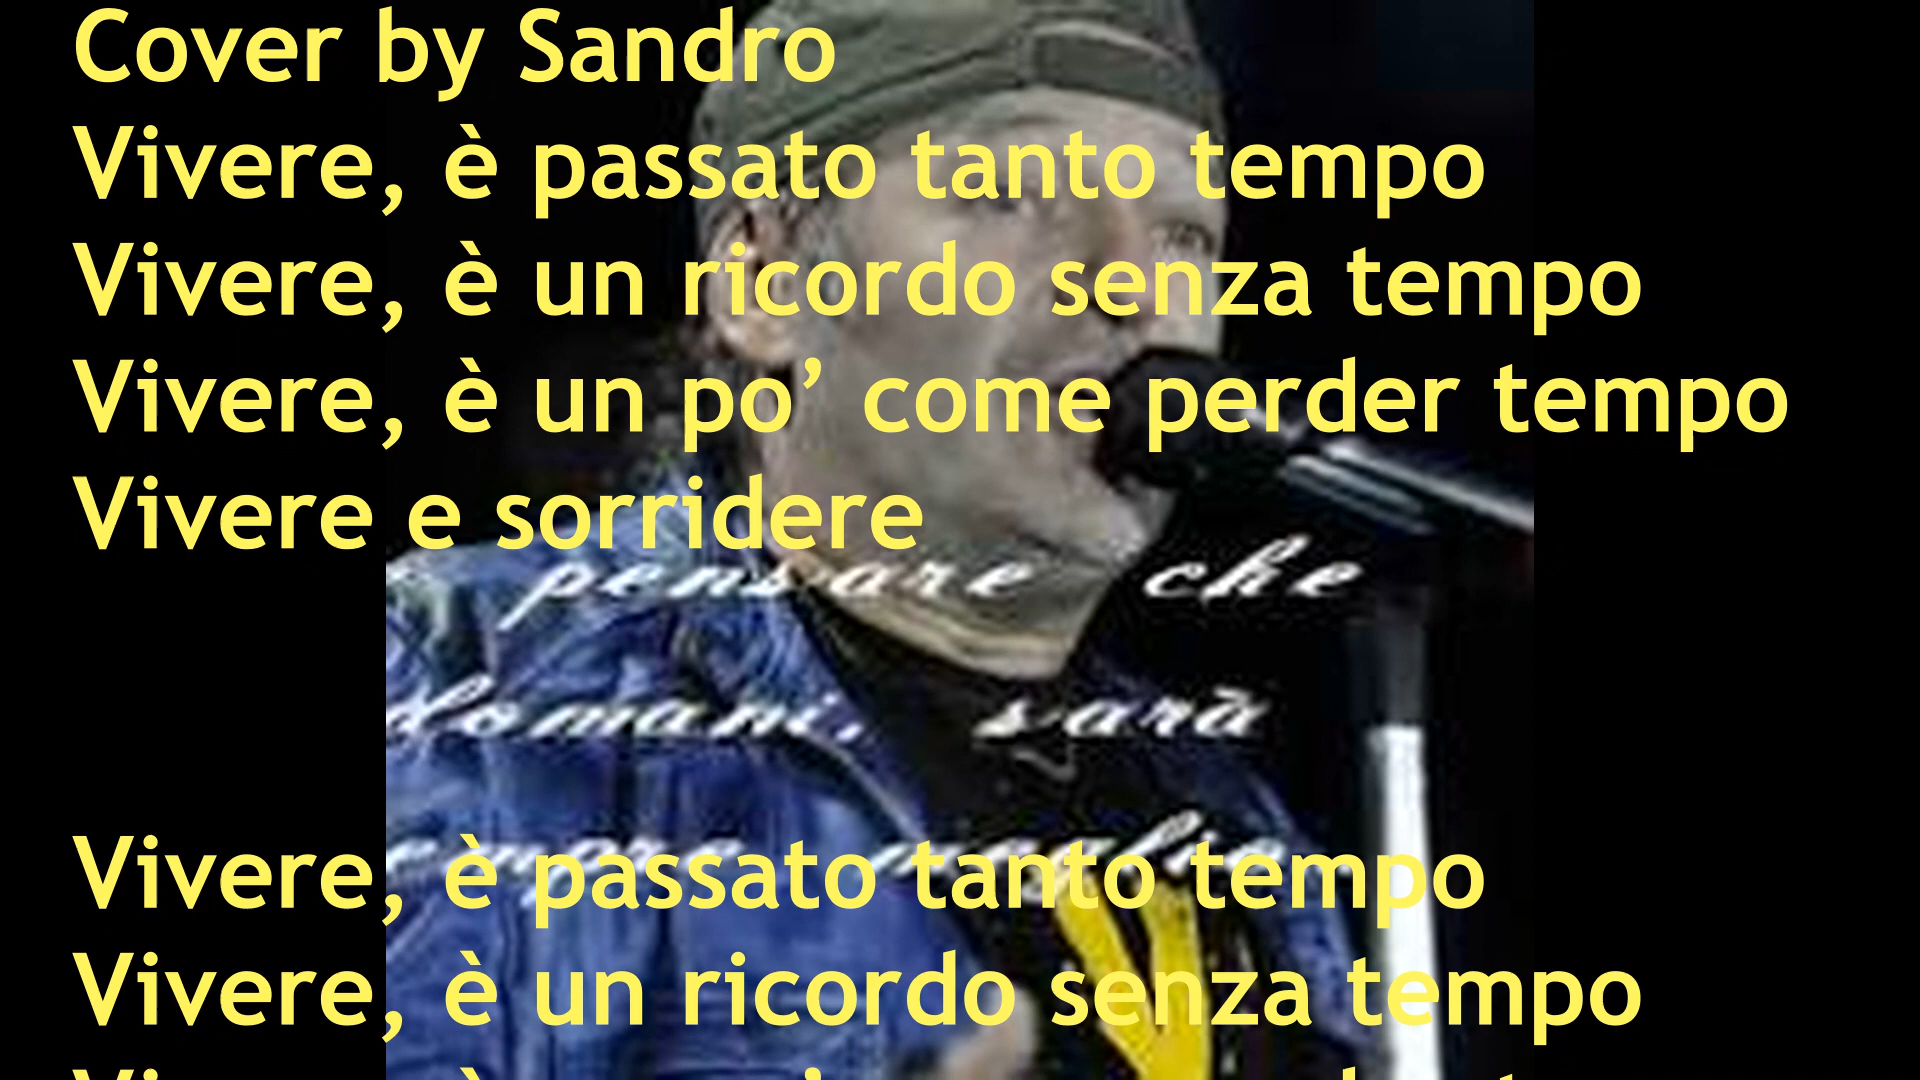 Cover by Sandro
Vivere, è passato tanto tempo
Vivere, è un ricordo senza tempo
Vivere, è un po’ come perder tempo
Vivere e sorridere
pensare che
domani, sarà
meglio
Vivere, è passato tanto tempo
Vivere, è un ricordo senza tempo